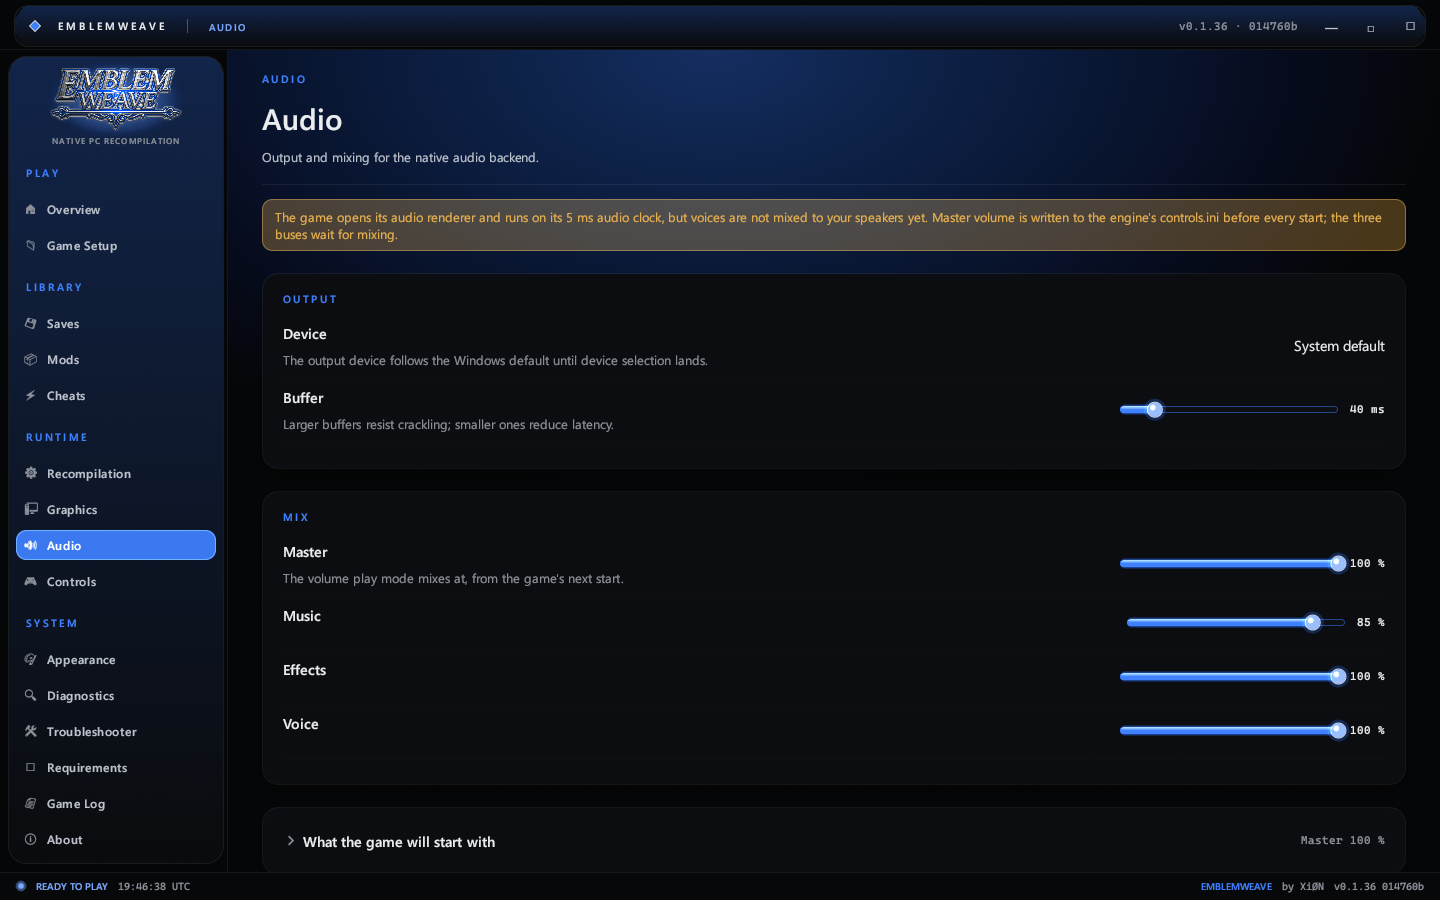 EMBLEMWEAVE
AUDIO
v0.1.36 · 014760b
EMBLEM
WEAVE
NATIVE PC RECOMPILATION
PLAY
Overview
Game Setup
LIBRARY
Saves
Mods
Cheats
RUNTIME
Recompilation
Graphics
Audio
Controls
SYSTEM
Appearance
Diagnostics
Troubleshooter
Requirements
Game Log
About
AUDIO
Audio
Output and mixing for the native audio backend.
The game opens its audio renderer and runs on its 5 ms audio clock, but voices are not mixed to your speakers yet. Master volume is written to the engine's controls.ini before every start; the three
buses wait for mixing.
OUTPUT
Device
The output device follows the Windows default until device selection lands.
System default
Buffer
Larger buffers resist crackling; smaller ones reduce latency.
40 ms
MIX
Master
The volume play mode mixes at, from the game's next start.
100 %
Music
85 %
Effects
100 %
Voice
100 %
What the game will start with
Master 100 %
READY TO PLAY 19:46:38 UTC
EMBLEMWEAVE by XiØN v0.1.36 014760b